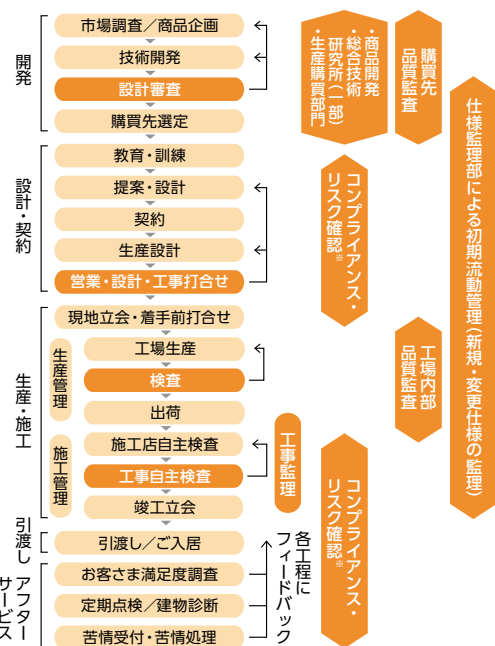 開発
市場調査／商品企画
技術開発
設計審査
購買先選定
設計・契約
教育・訓練
提案・設計
契約
生産設計
営業・設計・工事打合せ
生産・施工
現地立会・着手前打合せ
生産管理
工場生産
検査
出荷
施工管理
施工店自主検査
工事自主検査
竣工立会
引渡し
引渡し／ご入居
アフター
サービス
お客さま満足度調査
定期点検／建物診断
苦情受付・苦情処理
各工程に
フィードバック
工事監理
・商品開発
・総合技術
研究所（一部）
・生産購買部門
購買先
品質監査
コンプライアンス・
リスク確認※
工場内部
品質監査
コンプライアンス・
リスク確認※
仕様監理部による初期流動管理（新規・変更仕様の監理）